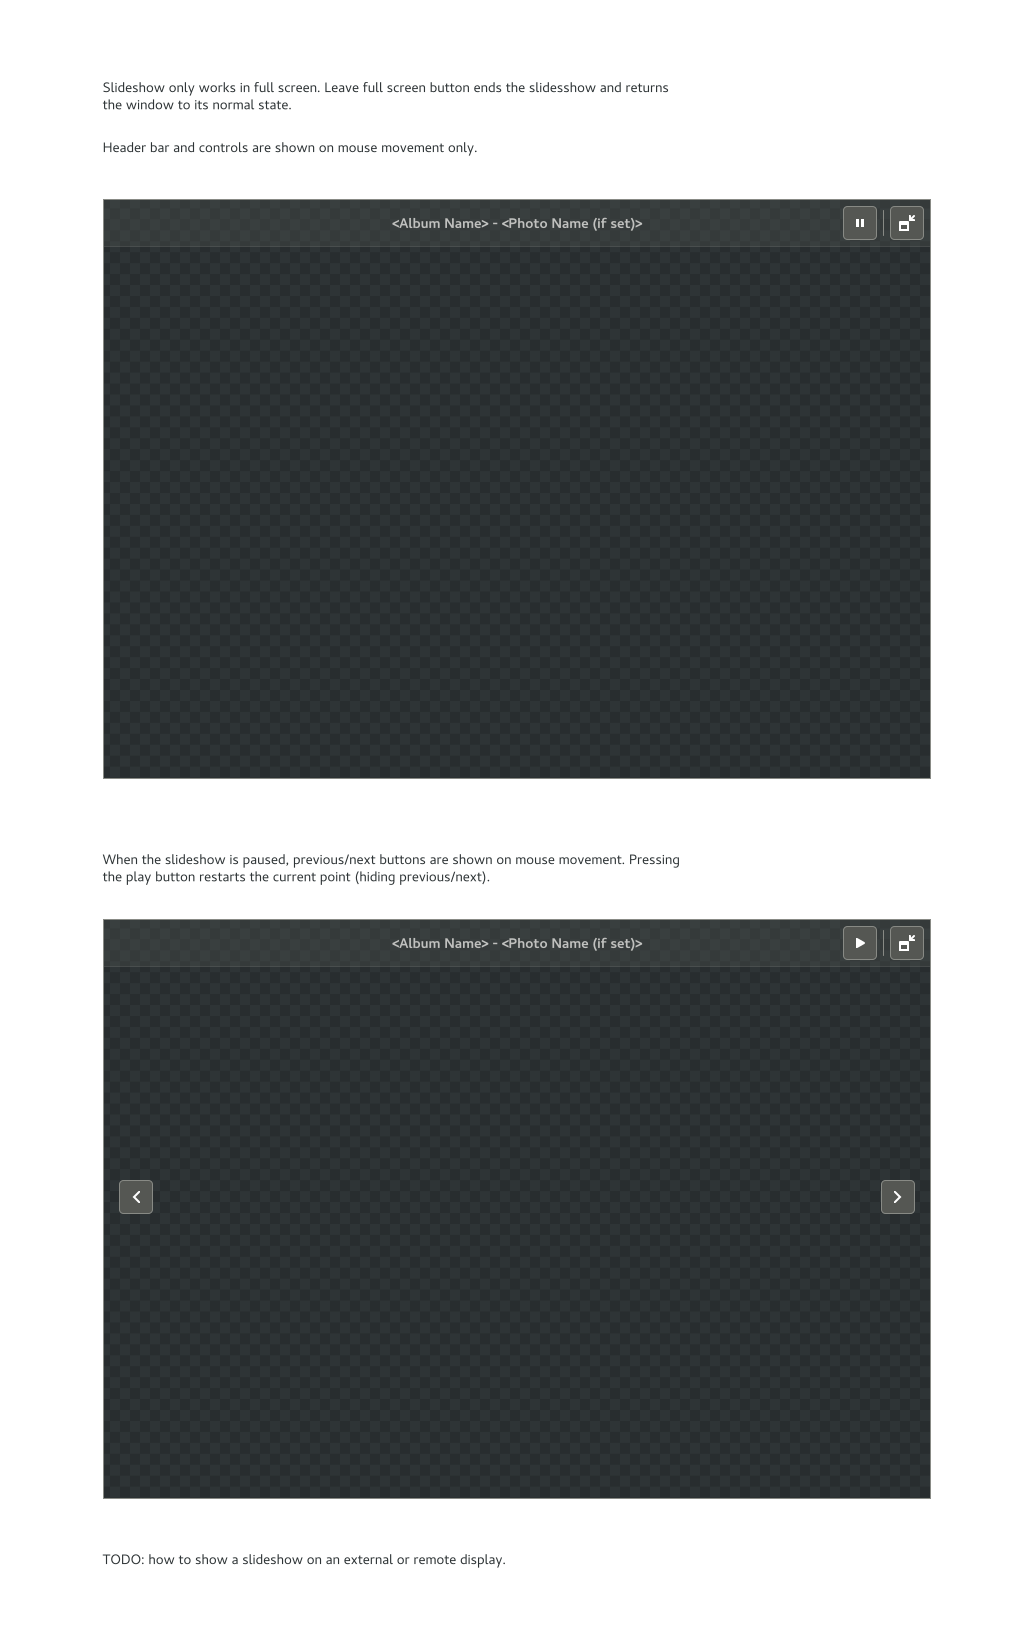 Slideshow only works in full screen. Leave full screen button ends the slidesshow and returns
the window to its normal state.
Header bar and controls are shown on mouse movement only.
<Album Name> - <Photo Name (if set)>
When the slideshow is paused, previous/next buttons are shown on mouse movement. Pressing
the play button restarts the current point (hiding previous/next).
<Album Name> - <Photo Name (if set)>
TODO: how to show a slideshow on an external or remote display.